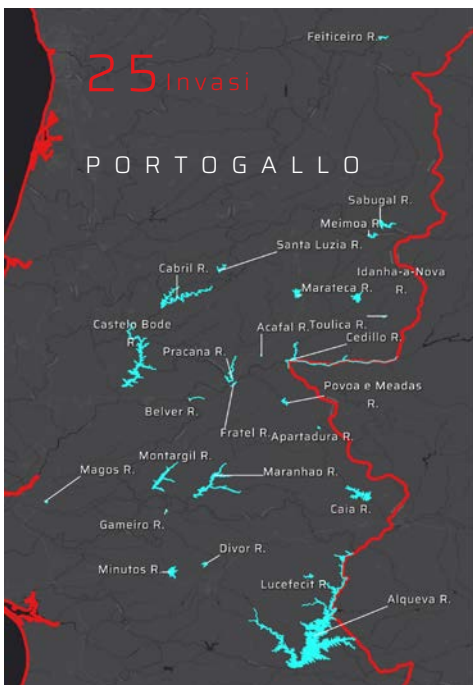 Feiticeiro R.
25 Invasi
PORTOGALLO
Sabugal R.
Meimoa R.
Santa Luzia R.
Cabril R.
Idanha-a-Nova
R.
Marateca R.
Castelo Bode
R.
Acafal R.
Toulica R.
Cedillo R.
Pracana R.
Povoa e Meadas
R.
Belver R.
Fratel R.
Apartadura R.
Montargil R.
Maranhao R.
Magos R.
Caia R.
Gameiro R.
Divor R.
Minutos R.
Lucefecit R.
Alqueva R.